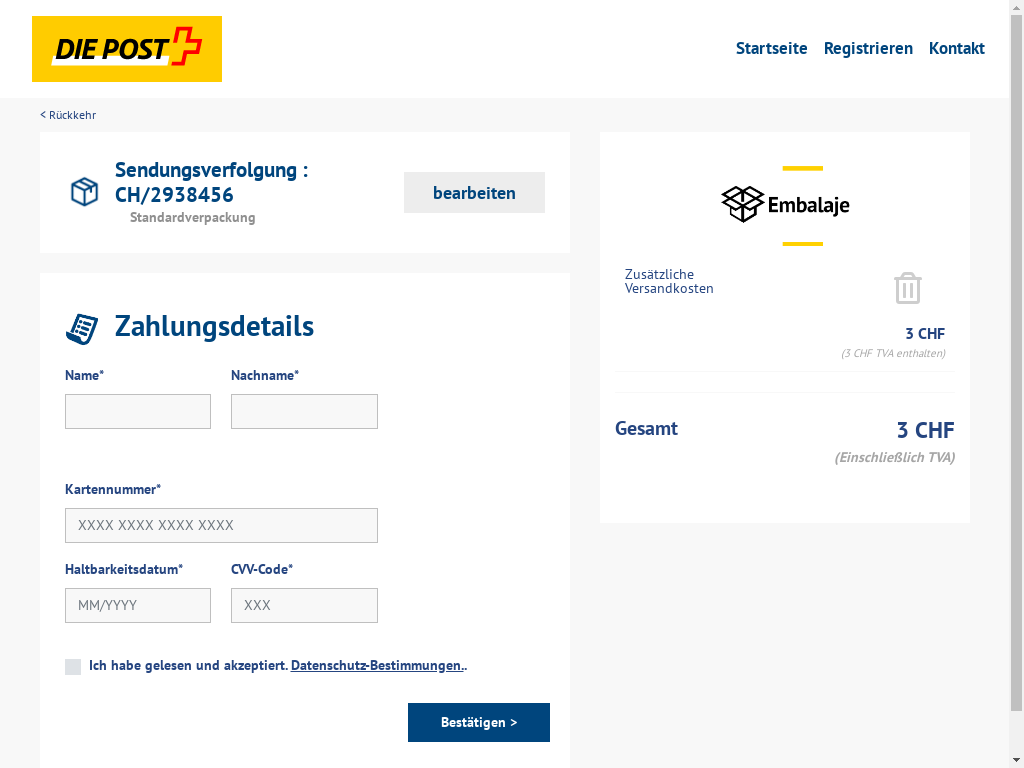 DIE POST
Startseite
Registrieren
Kontakt
< Rückkehr
Sendungsverfolgung :
CH/2938456
Standardverpackung
bearbeiten
Zahlungsdetails
Name*
Nachname*
Kartennummer*
XXXX XXXX XXXX XXXX
Haltbarkeitsdatum*
CVV-Code*
MM/YYYY
XXX
Ich habe gelesen und akzeptiert. Datenschutz-Bestimmungen..
Bestätigen >
Embalaje
Zusätzliche
Versandkosten
3 CHF
(3 CHF TVA enthalten)
Gesamt
3 CHF
(Einschließlich TVA)